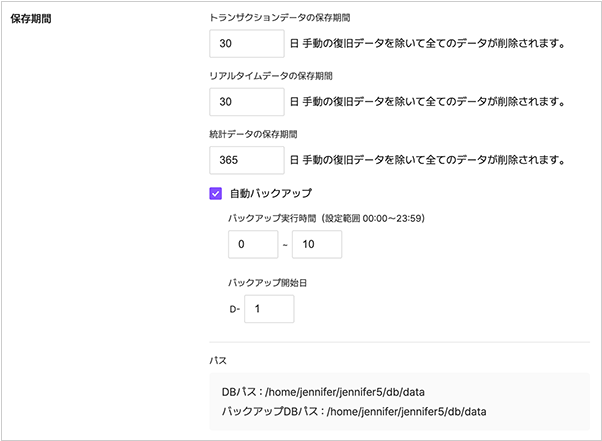 保存期間
トランザクションデータの保存期間
30 日 手動の復旧データを除いて全てのデータが削除されます。
リアルタイムデータの保存期間
30 日 手動の復旧データを除いて全てのデータが削除されます。
統計データの保存期間
365 日 手動の復旧データを除いて全てのデータが削除されます。
自動バックアップ
バックアップ実行時間（設定範囲 00:00～23:59）
0 ~ 10
バックアップ開始日
D- 1
パス
DBパス：/home/jennifer/jennifer5/db/data
バックアップDBパス：/home/jennifer/jennifer5/db/data